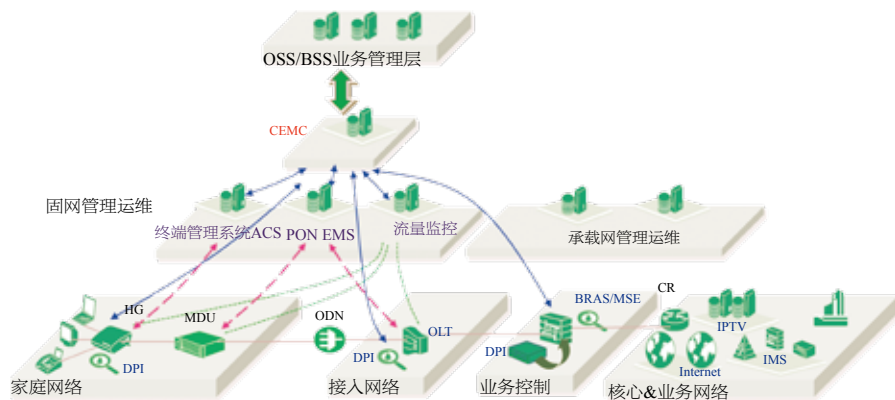 OSS/BSS业务管理层
CEMC
固网管理运维
终端管理系统ACS
PON EMS
流量监控
承载网管理运维
HG
MDU
ODN
OLT
DPI
DPI
BRAS/MSE
CR
DPI
IPTV
IMS
Internet
家庭网络
接入网络
业务控制
核心&业务网络